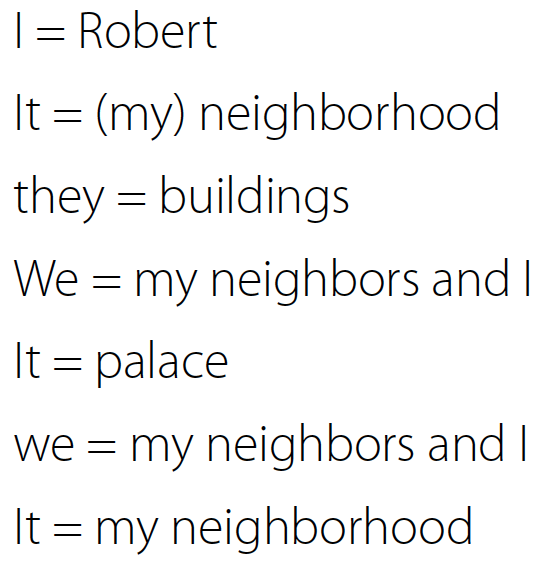 I = Robert
It = (my) neighborhood
they = buildings
We = my neighbors and I
It = palace
we = my neighbors and I
It = my neighborhood